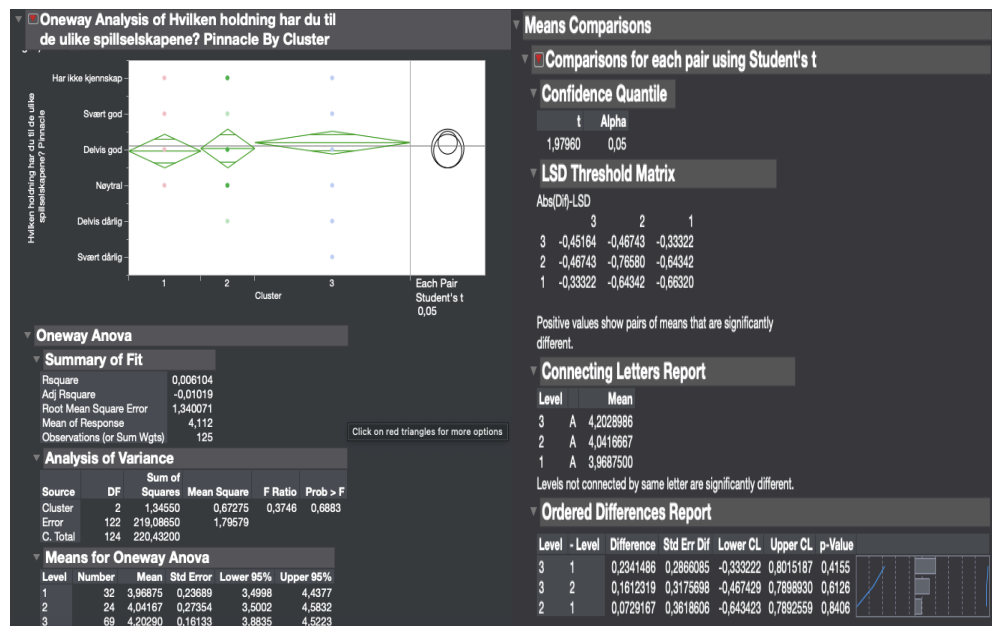 Oneway Analysis of Hvilken holdning har du til
de ulike spillselskapene? Pinnacle By Cluster
Hvilken holdning har du til de ulike
spillselskapene? Pinnacle
Har ikke kjennskap
Svært god
Delvis god
Nøytral
Delvis dårlig
Svært dårlig
1 2 3
Cluster
Each Pair
Student's t
0,05
Oneway Anova
Summary of Fit
Rsquare 0,006104
Adj Rsquare -0,01019
Root Mean Square Error 1,340071
Mean of Response 4,112
Observations (or Sum Wgts) 125
Click on red triangles for more options
Analysis of Variance
Sum of
Source DF Squares Mean Square F Ratio Prob > F
Cluster 2 1,34550 0,67275 0,3746 0,6883
Error 122 219,08650 1,79579
C. Total 124 220,43200
Means for Oneway Anova
Level Number Mean Std Error Lower 95% Upper 95%
1 32 3,96875 0,23689 3,4998 4,4377
2 24 4,04167 0,27354 3,5002 4,5832
3 69 4,20290 0,16133 3,8835 4,5223
Means Comparisons
Comparisons for each pair using Student's t
Confidence Quantile
t Alpha
1,97960 0,05
LSD Threshold Matrix
Abs(Dif)-LSD
3 2 1
3 -0,45164 -0,46743 -0,33322
2 -0,46743 -0,76580 -0,64342
1 -0,33322 -0,64342 -0,66320
Positive values show pairs of means that are significantly
different.
Connecting Letters Report
Level Mean
3 A 4,2028986
2 A 4,0416667
1 A 3,9687500
Levels not connected by same letter are significantly different.
Ordered Differences Report
Level - Level Difference Std Err Dif Lower CL Upper CL p-Value
3 1 0,2341486 0,2866085 -0,333222 0,8015187 0,4155
3 2 0,1612319 0,3175698 -0,467429 0,7898930 0,6126
2 1 0,0729167 0,3618806 -0,643423 0,7892559 0,8406